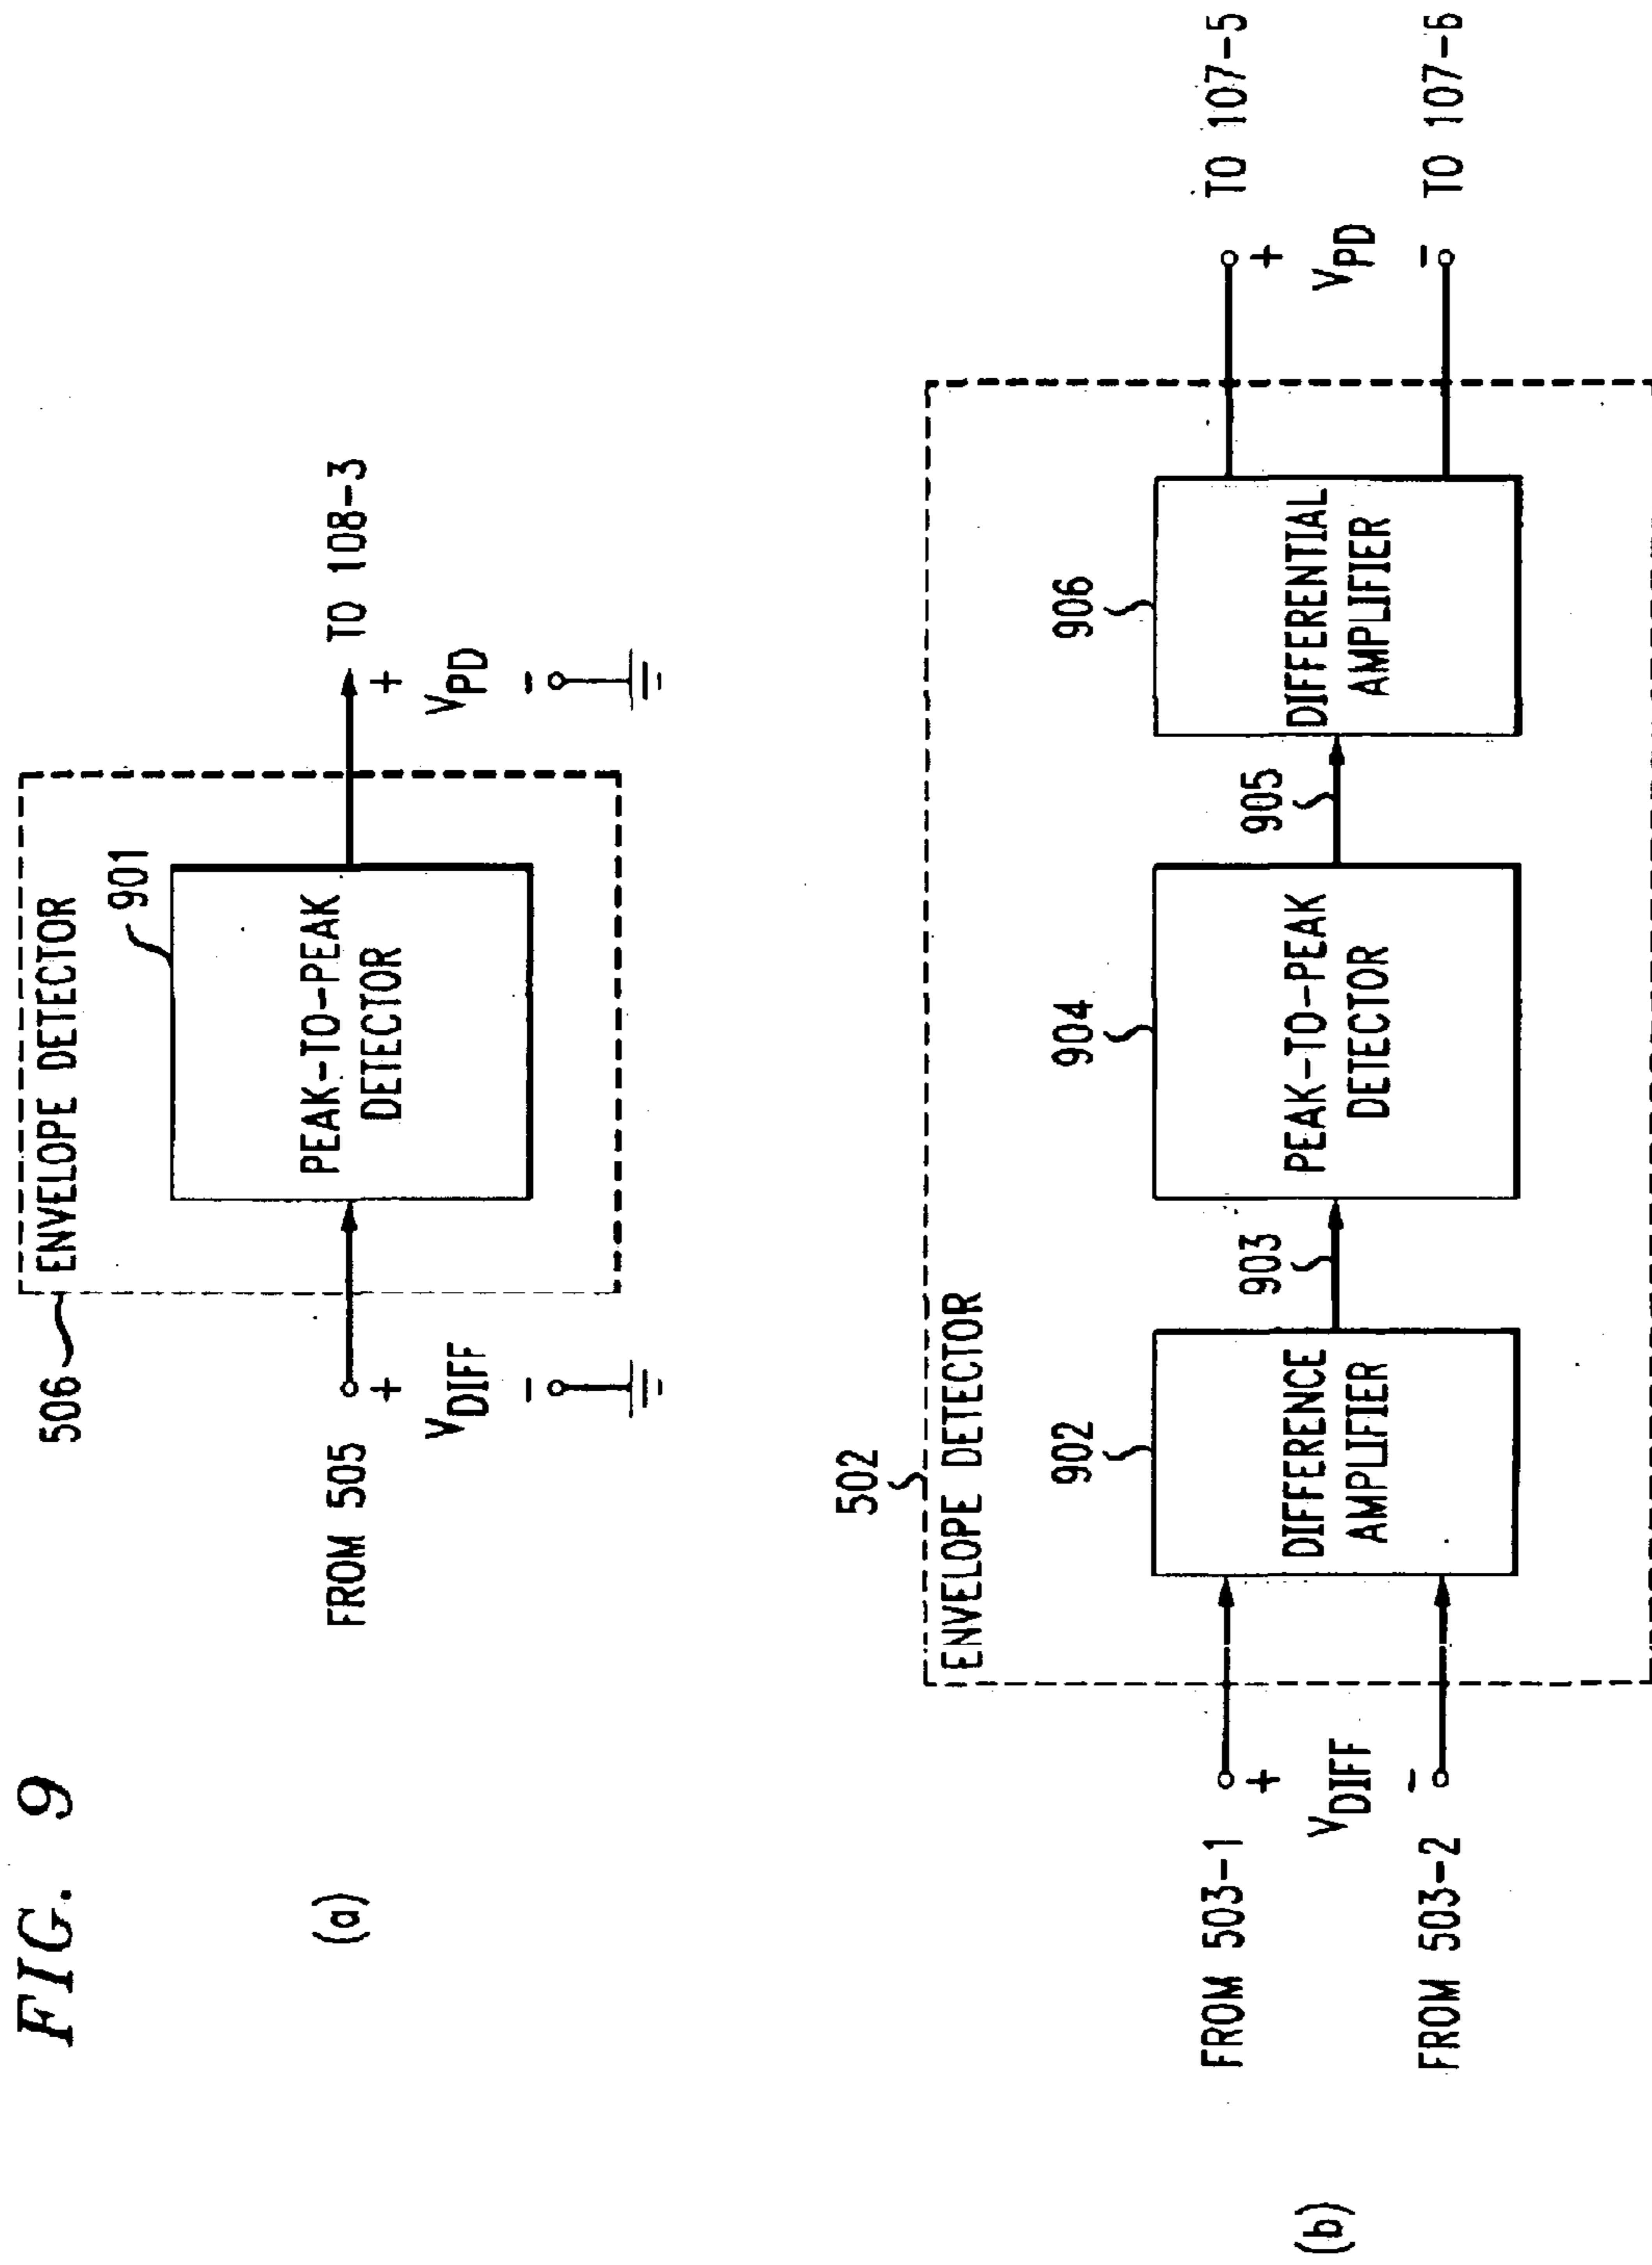 FIG. 9
(a)
506
ENVELOPE DETECTOR
901
FROM 505
+
VDIFF
-
PEAK-TO-PEAK
DETECTOR
TO 108-3
+
VPD
-
(b)
502
ENVELOPE DETECTOR
FROM 503-1
+
VDIFF
-
FROM 503-2
902
DIFFERENCE
AMPLIFIER
903
904
PEAK-TO-PEAK
DETECTOR
905
906
DIFFERENTIAL
AMPLIFIER
TO 107-5
+
VPD
-
TO 107-6